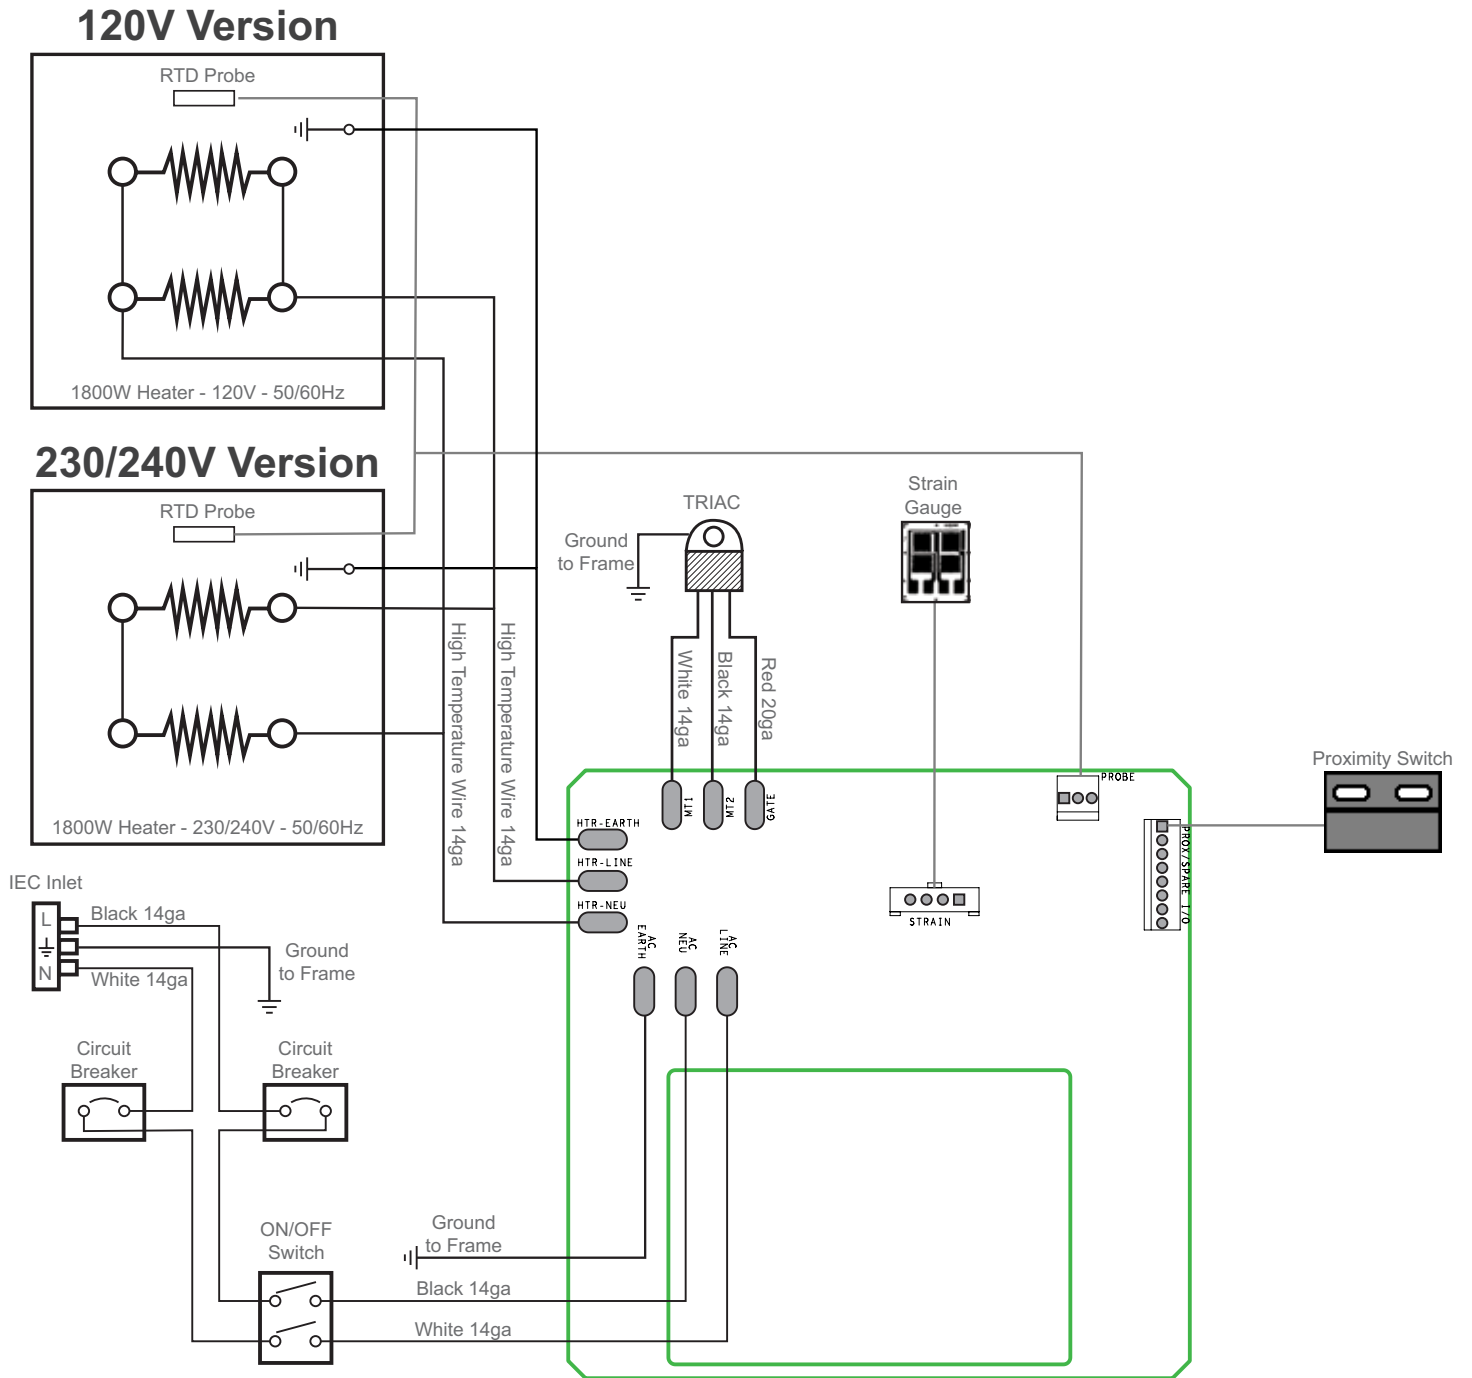 120V Version
RTD Probe
1800W Heater - 120V - 50/60Hz
230/240V Version
RTD Probe
1800W Heater - 230/240V - 50/60Hz
High Temperature Wire 14ga
High Temperature Wire 14ga
TRIAC
Ground
to Frame
White 14ga
Black 14ga
Red 20ga
Strain
Gauge
Proximity Switch
MT1
MT2
GATE
PROBE
HTR-EARTH
HTR-LINE
HTR-NEU
PROX/SPARE I/O
STRAIN
AC
EARTH
AC
NEU
AC
LINE
IEC Inlet
L
N
Black 14ga
White 14ga
Ground
to Frame
Circuit
Breaker
Circuit
Breaker
ON/OFF
Switch
Ground
to Frame
Black 14ga
White 14ga